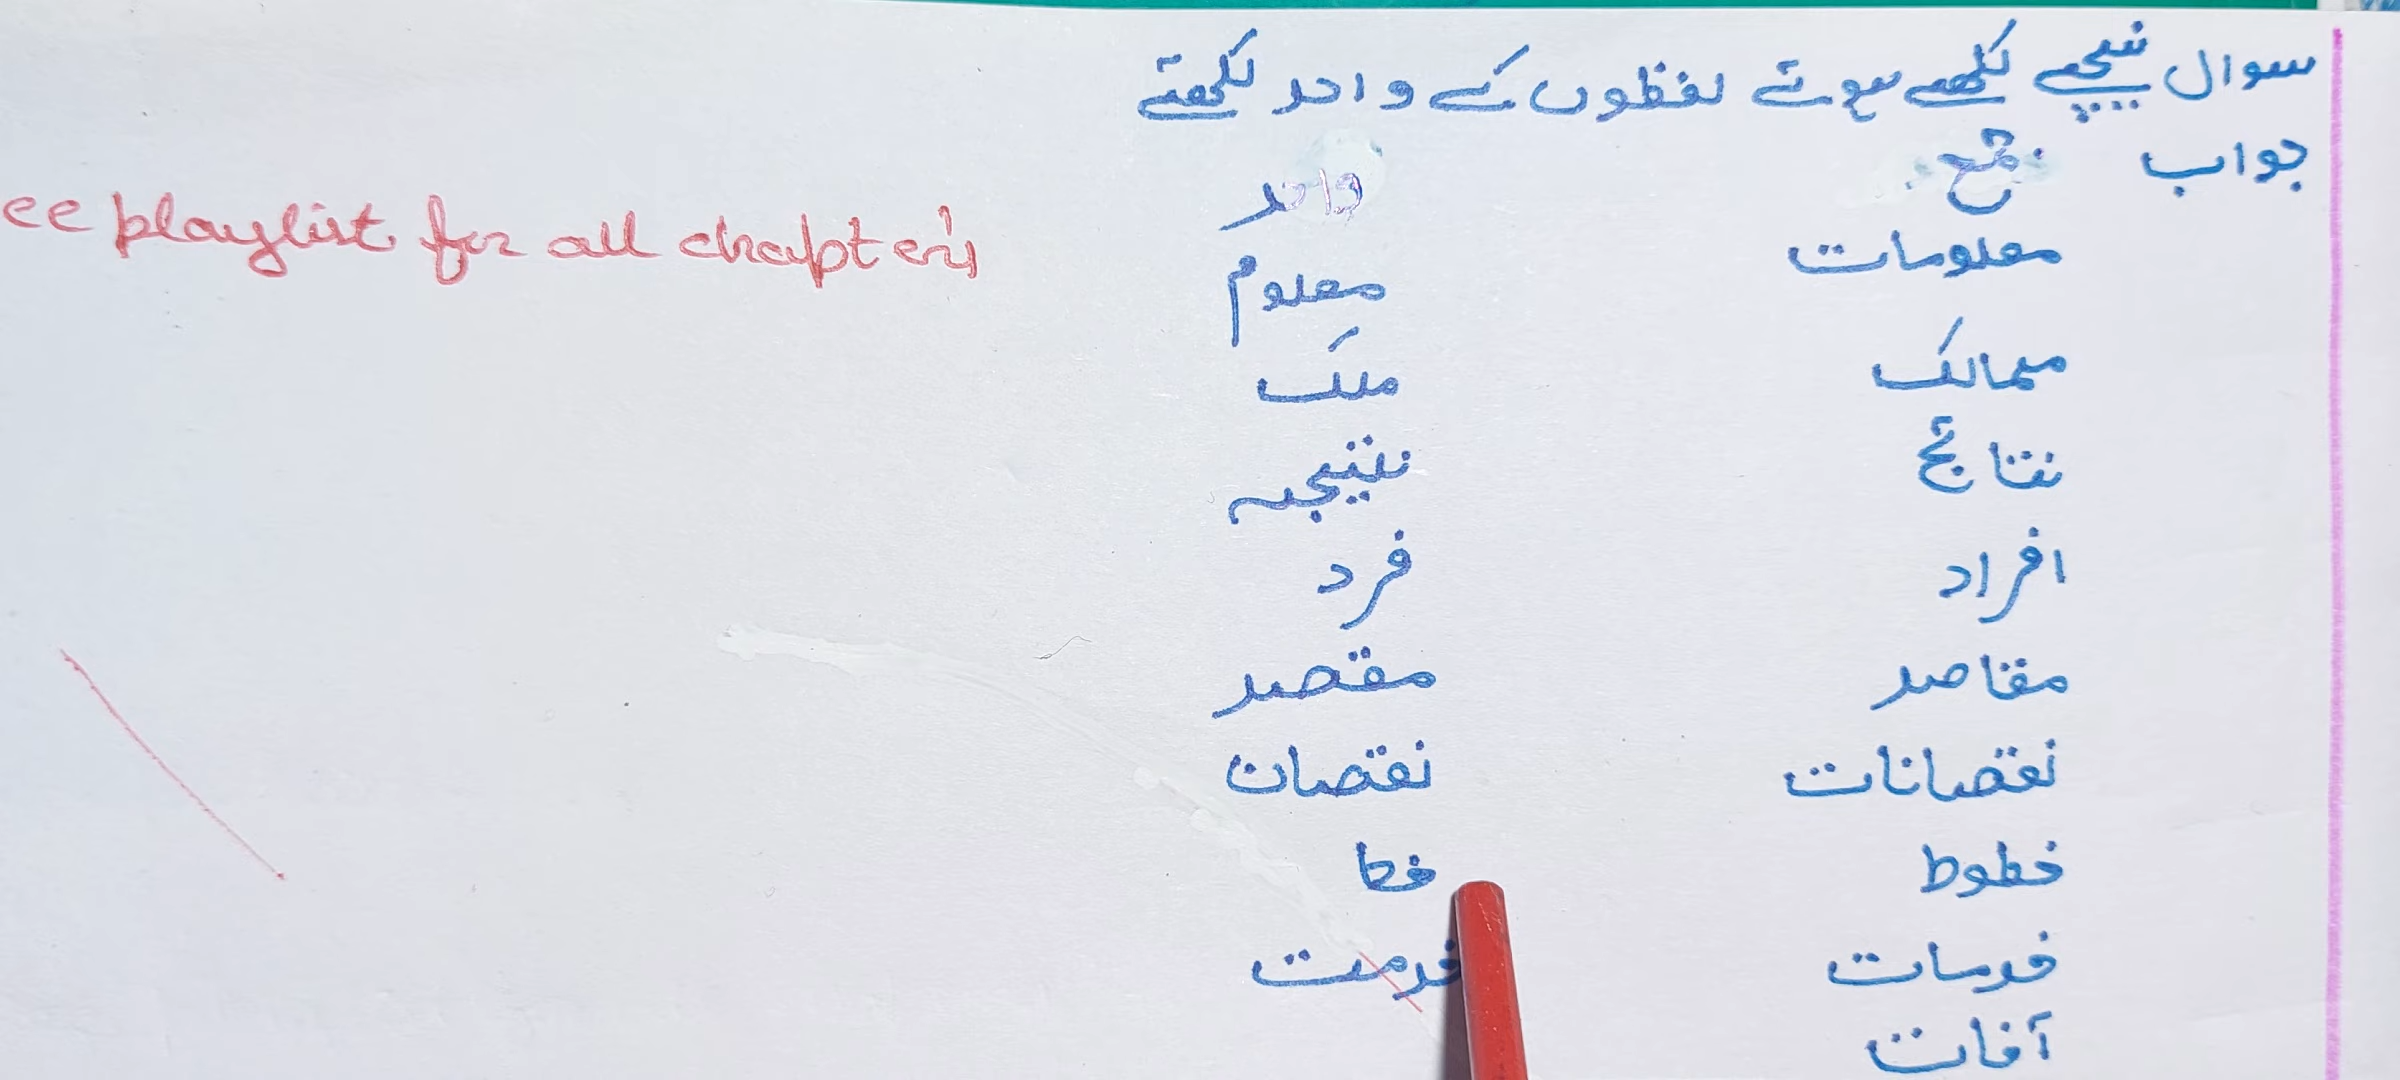 سوال نیچے لکھے ہوئے لفظوں کے واحد لکھئے
جواب جمع واحد
معلومات معلوم
ممالک ملک
نتائج نتیجہ
افراد فرد
مقاصد مقصد
نقصانات نقصان
خطوط خط
خدمات خدمت
آفات
ee playlist for all chapters